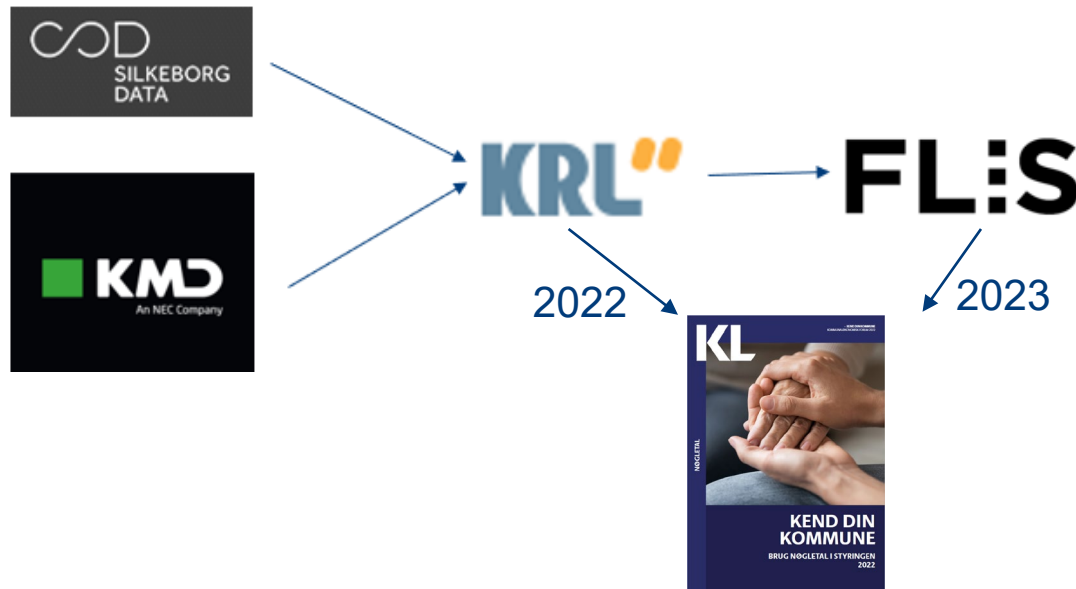 SD
SILKEBORG
DATA
KMD
An NEC Company
KRL
FLIS
2022
2023
KL
NØGLETAL
KEND DIN
KOMMUNE
BRUG NØGLETAL I STYRINGEN
2022